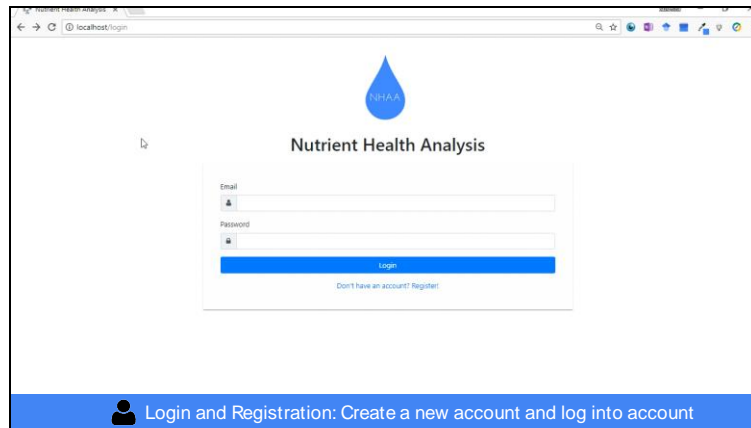 Nutrient Health Analysis
localhost/login
NHAA
Nutrient Health Analysis
Email
Password
Login
Don't have an account? Register!
Login and Registration: Create a new account and log into account